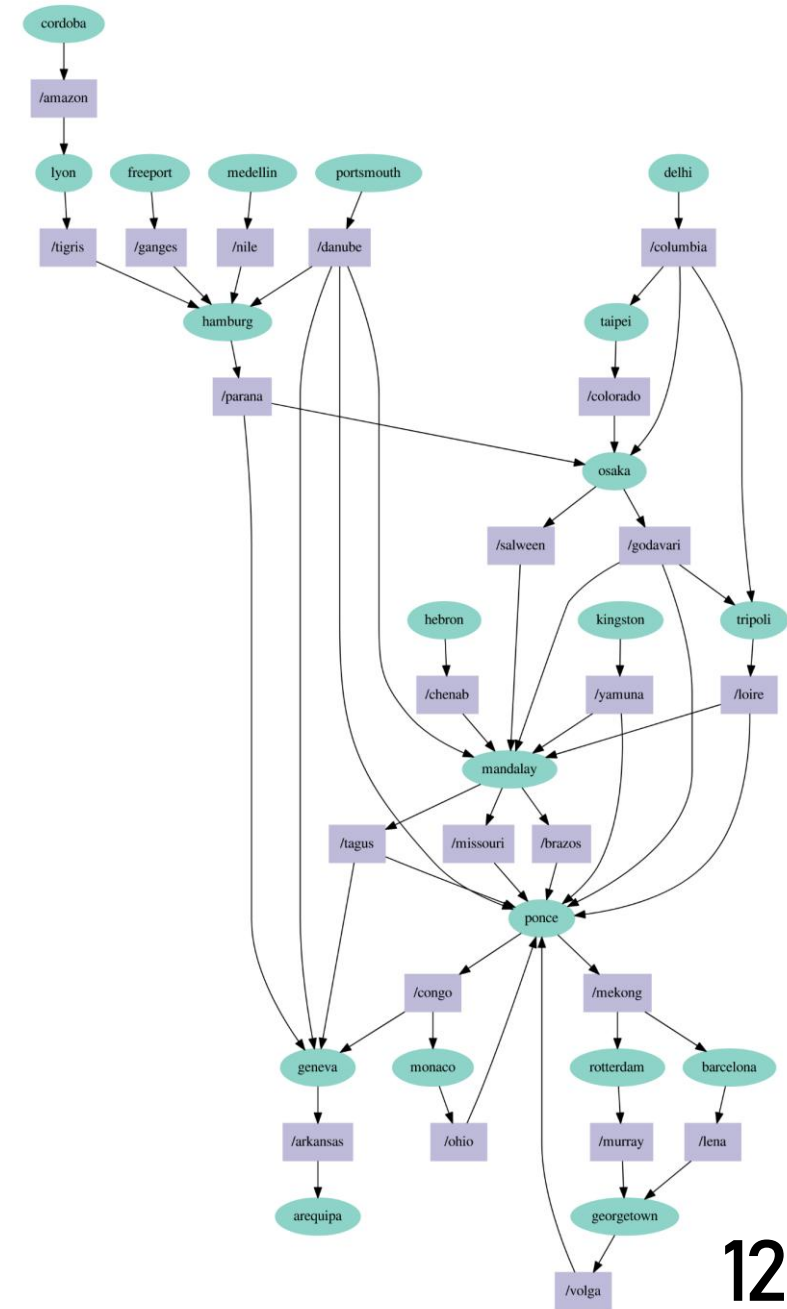 cordoba
/amazon
lyon
freeport
medellin
portsmouth
delhi
/tigris
/ganges
/nile
/danube
/columbia
hamburg
taipei
/parana
/colorado
osaka
/salween
/godavari
hebron
kingston
tripoli
/chenab
/yamuna
/loire
mandalay
/tagus
/missouri
/brazos
ponce
/congo
/mekong
geneva
monaco
rotterdam
barcelona
/arkansas
/ohio
/murray
/lena
arequipa
georgetown
/volga
12